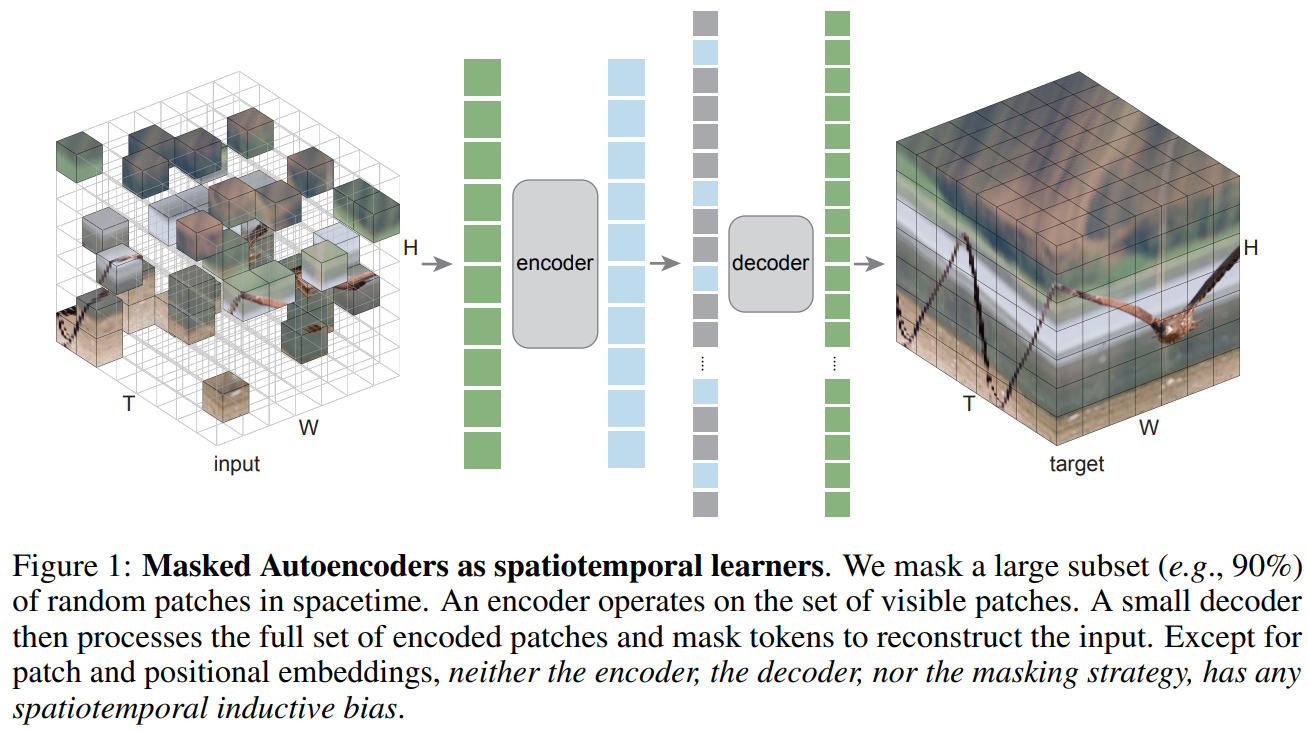 H
T
W
input
encoder
decoder
H
T
W
target
Figure 1: Masked Autoencoders as spatiotemporal learners. We mask a large subset (e.g., 90%)
of random patches in spacetime. An encoder operates on the set of visible patches. A small decoder
then processes the full set of encoded patches and mask tokens to reconstruct the input. Except for
patch and positional embeddings, neither the encoder, the decoder, nor the masking strategy, has any
spatiotemporal inductive bias.